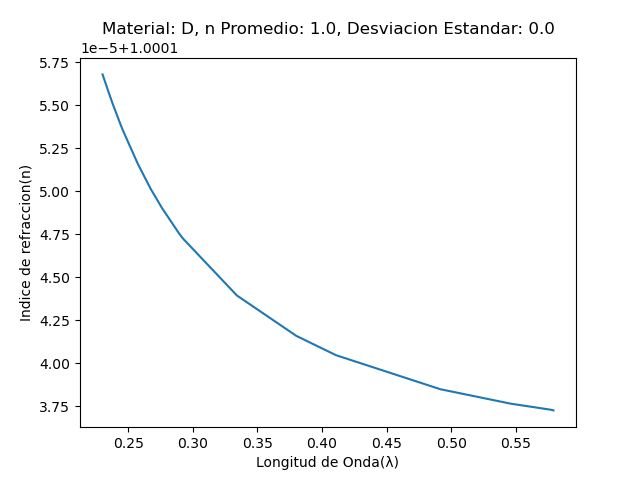 Material: D, n Promedio: 1.0, Desviacion Estandar: 0.0
1e−5+1.0001
5.75
5.50
5.25
5.00
4.75
4.50
4.25
4.00
3.75
Indice de refraccion(n)
0.25 0.30 0.35 0.40 0.45 0.50 0.55
Longitud de Onda(λ)